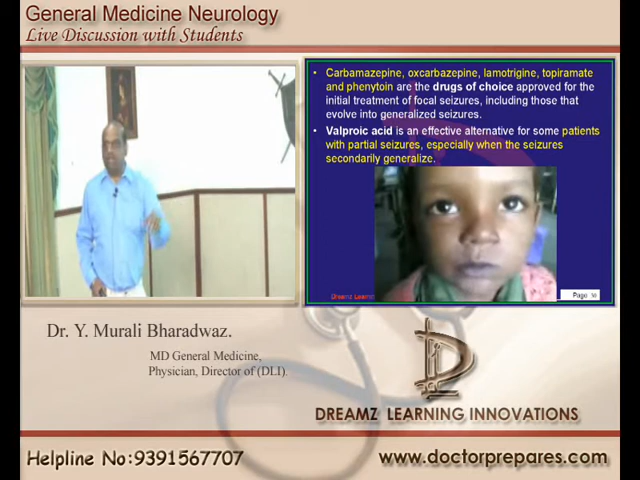 General Medicine Neurology
Live Discussion with Students
• Carbamazepine, oxcarbazepine, lamotrigine, topiramate
and phenytoin are the drugs of choice approved for the
initial treatment of focal seizures, including those that
evolve into generalized seizures.
• Valproic acid is an effective alternative for some patients
with partial seizures, especially when the seizures
secondarily generalize.
Dreamz Learni
Page
Dr. Y. Murali Bharadwaz.
MD General Medicine,
Physician, Director of (DLI).
DREAMZ LEARNING INNOVATIONS
Helpline No:9391567707
www.doctorprepares.com